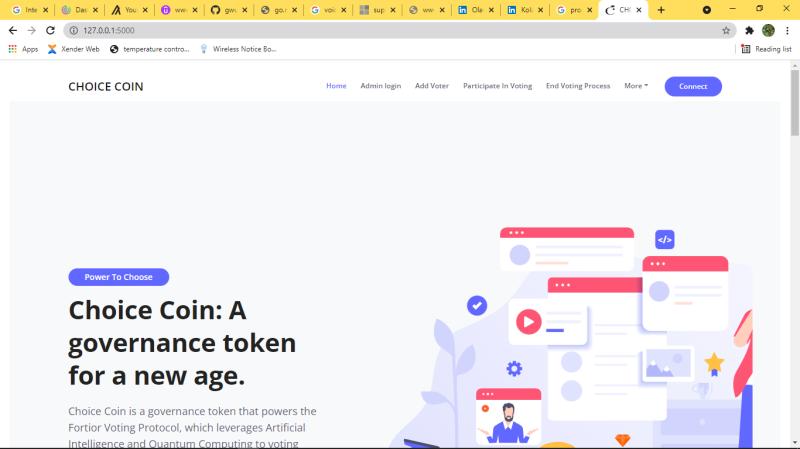 Inte
Das
You
ww
gwu
go.r
voi
sup
ww
Ola
Kol
pro
CH
127.0.0.1:5000
Apps
Xender Web
temperature contro...
Wireless Notice Bo...
Reading list
CHOICE COIN
Home
Admin login
Add Voter
Participate In Voting
End Voting Process
More
Connect
</>
Power To Choose
Choice Coin: A
governance token
for a new age.
Choice Coin is a governance token that powers the
Fortior Voting Protocol, which leverages Artificial
Intelligence and Quantum Computing to voting